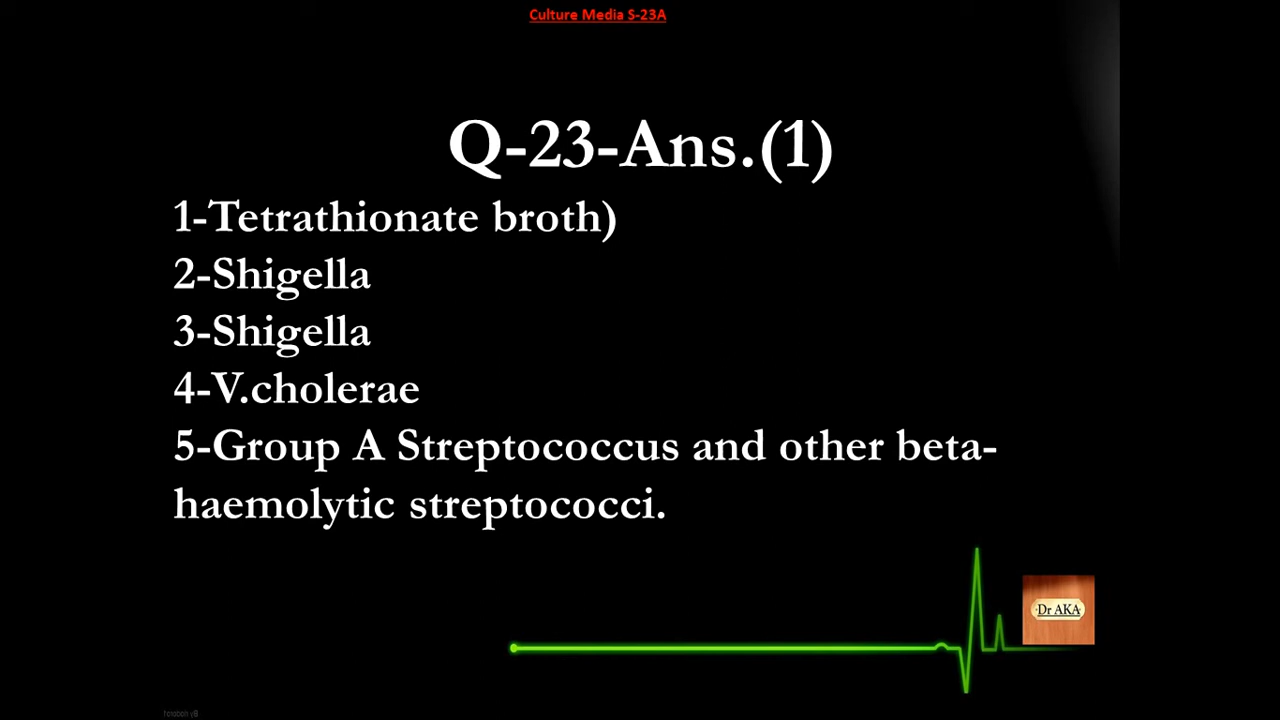 Culture Media S-23A
Q-23-Ans.(1)
1-Tetrathionate broth)
2-Shigella
3-Shigella
4-V.cholerae
5-Group A Streptococcus and other beta-
haemolytic streptococci.
Dr AKA